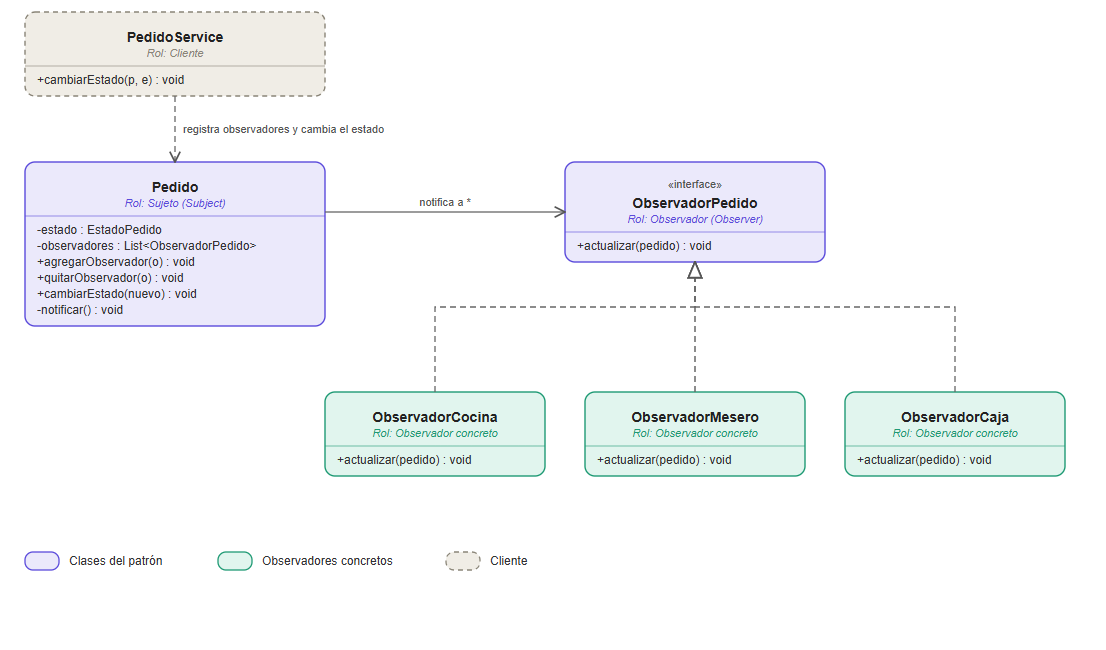 PedidoService
Rol: Cliente
+cambiarEstado(p, e) : void
registra observadores y cambia el estado
Pedido
Rol: Sujeto (Subject)
-estado : EstadoPedido
-observadores : List<ObservadorPedido>
+agregarObservador(o) : void
+quitarObservador(o) : void
+cambiarEstado(nuevo) : void
-notificar() : void
notifica a *
«interface»
ObservadorPedido
Rol: Observador (Observer)
+actualizar(pedido) : void
ObservadorCocina
Rol: Observador concreto
+actualizar(pedido) : void
ObservadorMesero
Rol: Observador concreto
+actualizar(pedido) : void
ObservadorCaja
Rol: Observador concreto
+actualizar(pedido) : void
Clases del patrón
Observadores concretos
Cliente